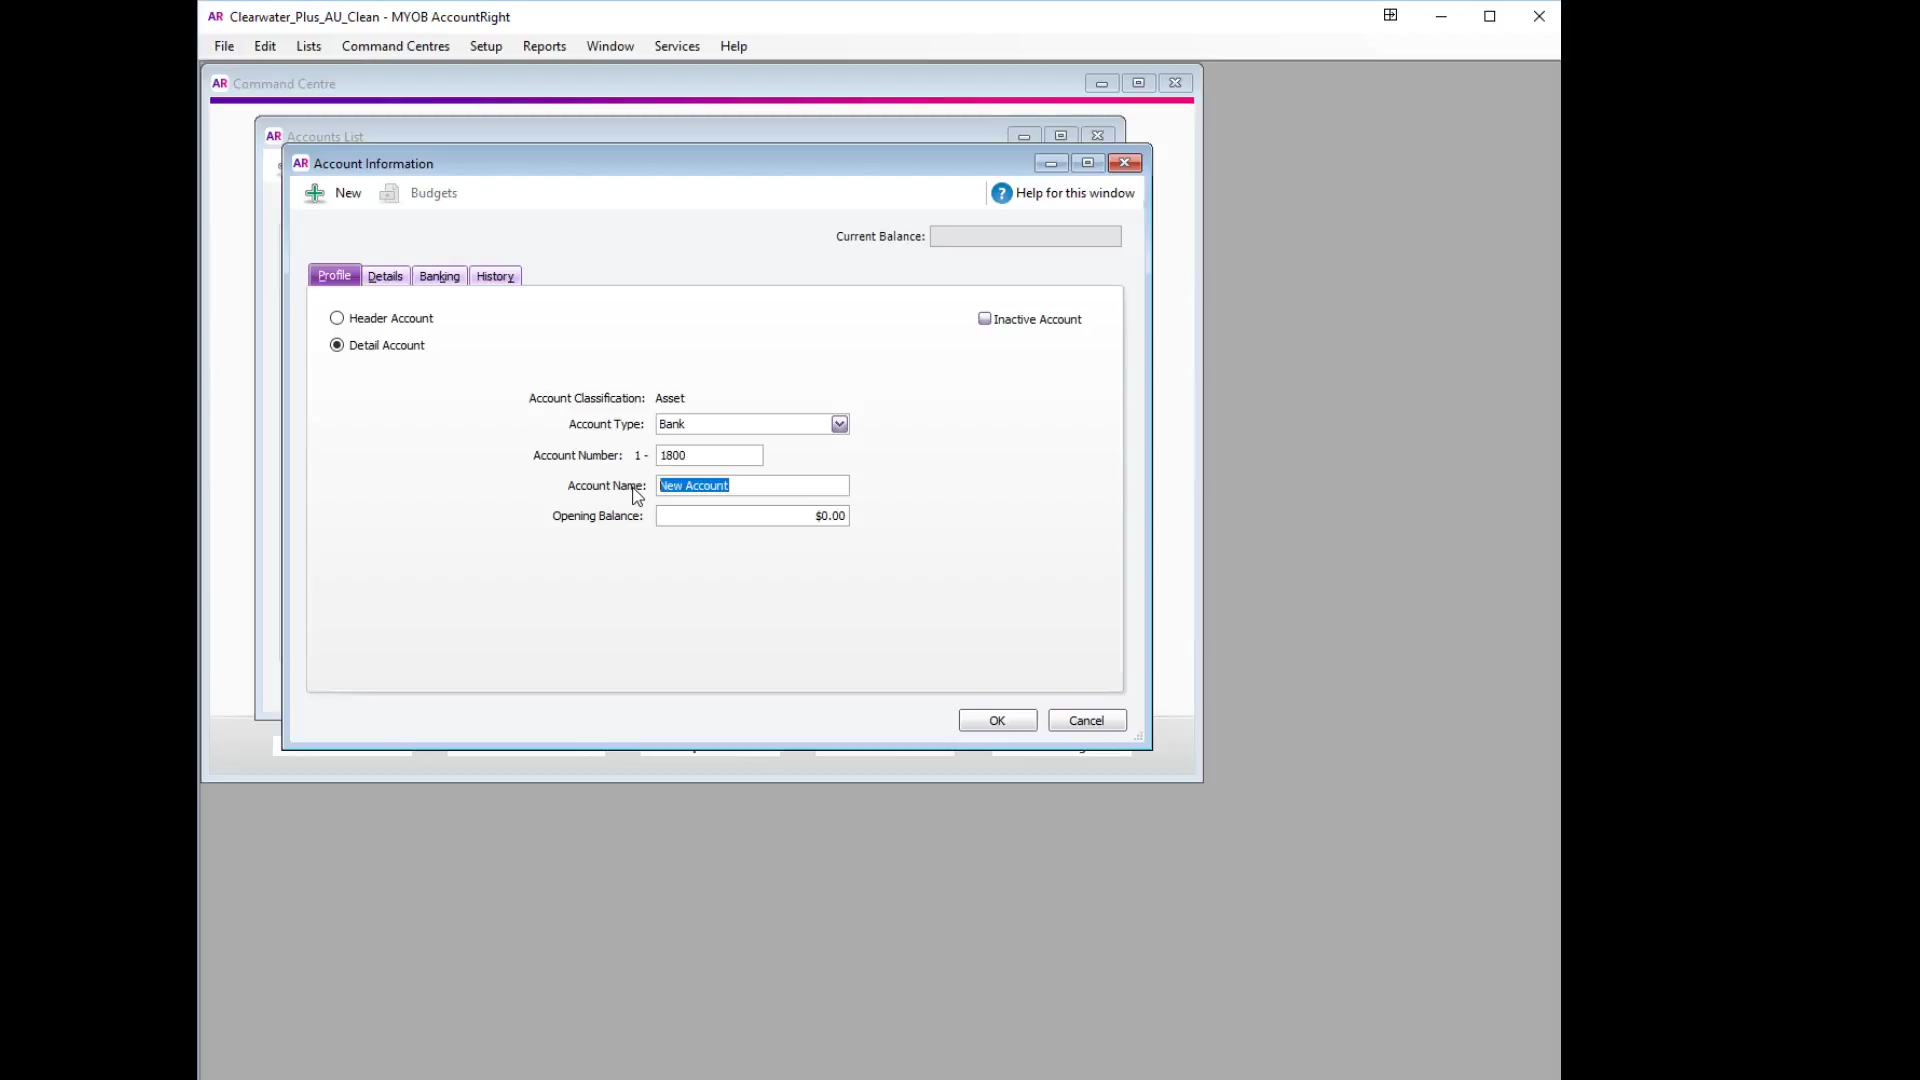 AR Clearwater_Plus_AU_Clean - MYOB AccountRight
File Edit Lists Command Centres Setup Reports Window Services Help
AR Command Centre
AR Accounts List
AR Account Information
New Budgets ? Help for this window
Current Balance:
Profile Details Banking History
Header Account Inactive Account
Detail Account
Account Classification: Asset
Account Type: Bank
Account Number: 1 - 1800
Account Name: New Account
Opening Balance: $0.00
OK Cancel